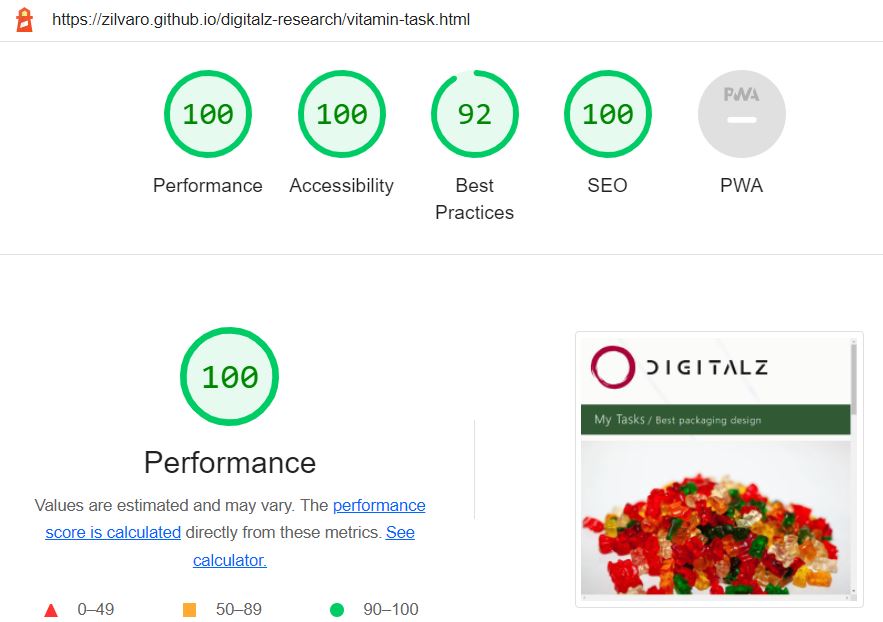 https://zilvaro.github.io/digitalz-research/vitamin-task.html
100
100
92
100
PWA
Performance
Accessibility
Best
Practices
SEO
PWA
100
Performance
Values are estimated and may vary. The performance
score is calculated directly from these metrics. See
calculator.
0–49
50–89
90–100
DIGITALZ
My Tasks / Best packaging design